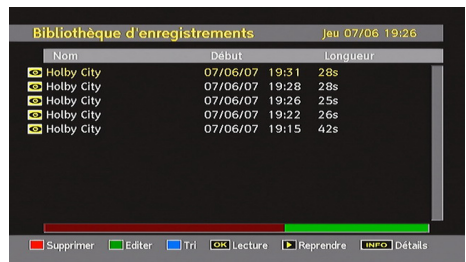 Bibliothèque d'enregistrements jeu 07/06 19:26
Nom Début Longueur
Holby City 07/06/07 19:31 28s
Holby City 07/06/07 19:28 28s
Holby City 07/06/07 19:26 25s
Holby City 07/06/07 19:22 26s
Holby City 07/06/07 19:15 42s
Supprimer Editer Tri OK Lecture Reprendre INFO Détails